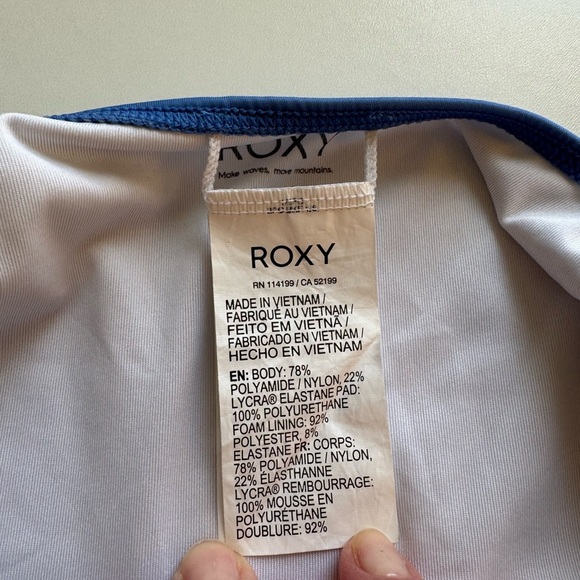 ROXY
Make waves, move mountains.
ROXY
RN 114199 / CA 52199
MADE IN VIETNAM /
FABRIQUÉ AU VIETNAM /
FEITO EM VIETNÃ /
FABRICADO EN VIETNAM /
HECHO EN VIETNAM
EN: BODY: 78%
POLYAMIDE / NYLON, 22%
LYCRA® ELASTANE PAD:
100% POLYURETHANE
FOAM LINING: 92%
POLYESTER, 8%
ELASTANE FR: CORPS:
78% POLYAMIDE / NYLON,
22% ÉLASTHANNE
LYCRA® REMBOURRAGE:
100% MOUSSE EN
POLYURÉTHANE
DOUBLURE: 92%